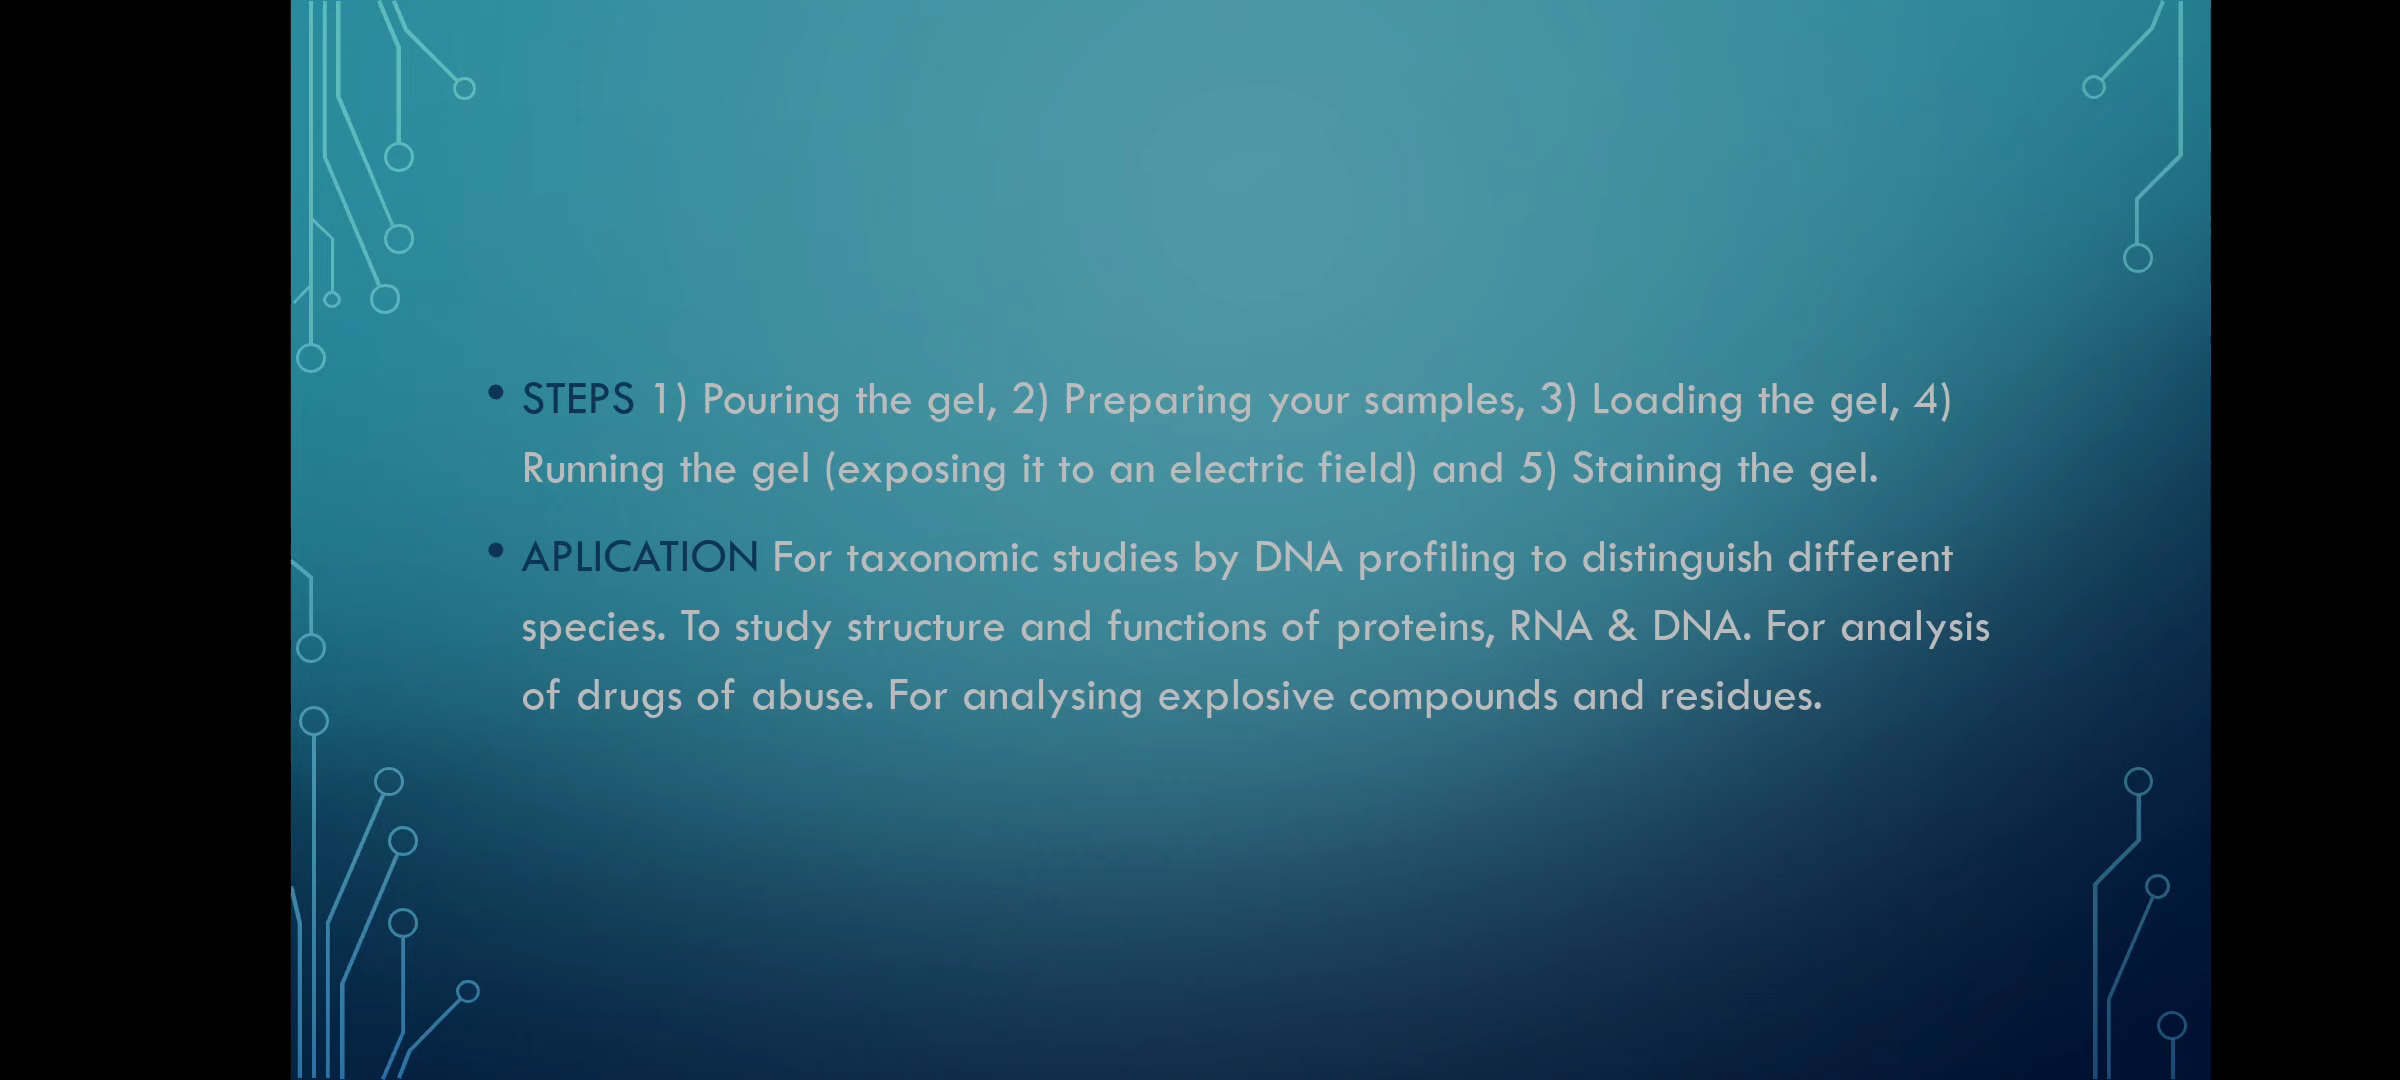 • STEPS 1) Pouring the gel, 2) Preparing your samples, 3) Loading the gel, 4)
Running the gel (exposing it to an electric field) and 5) Staining the gel.
• APLICATION For taxonomic studies by DNA profiling to distinguish different
species. To study structure and functions of proteins, RNA & DNA. For analysis
of drugs of abuse. For analysing explosive compounds and residues.